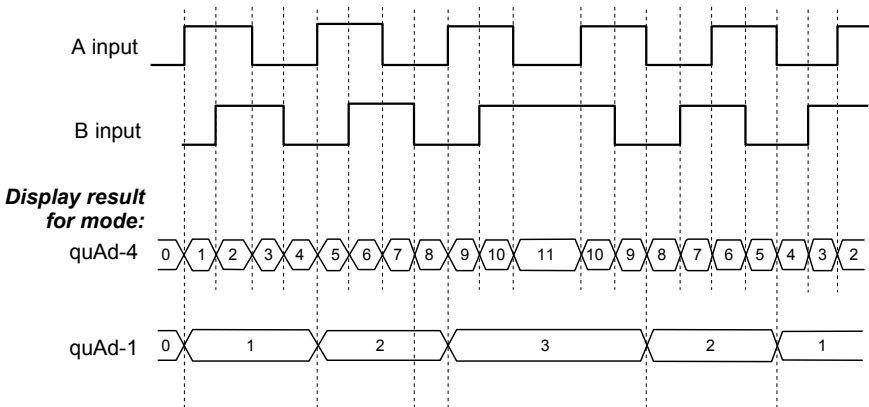 A input
B input
Display result
for mode:
quAd-4 0 1 2 3 4 5 6 7 8 9 10 11 10 9 8 7 6 5 4 3 2
quAd-1 0 1 2 3 2 1